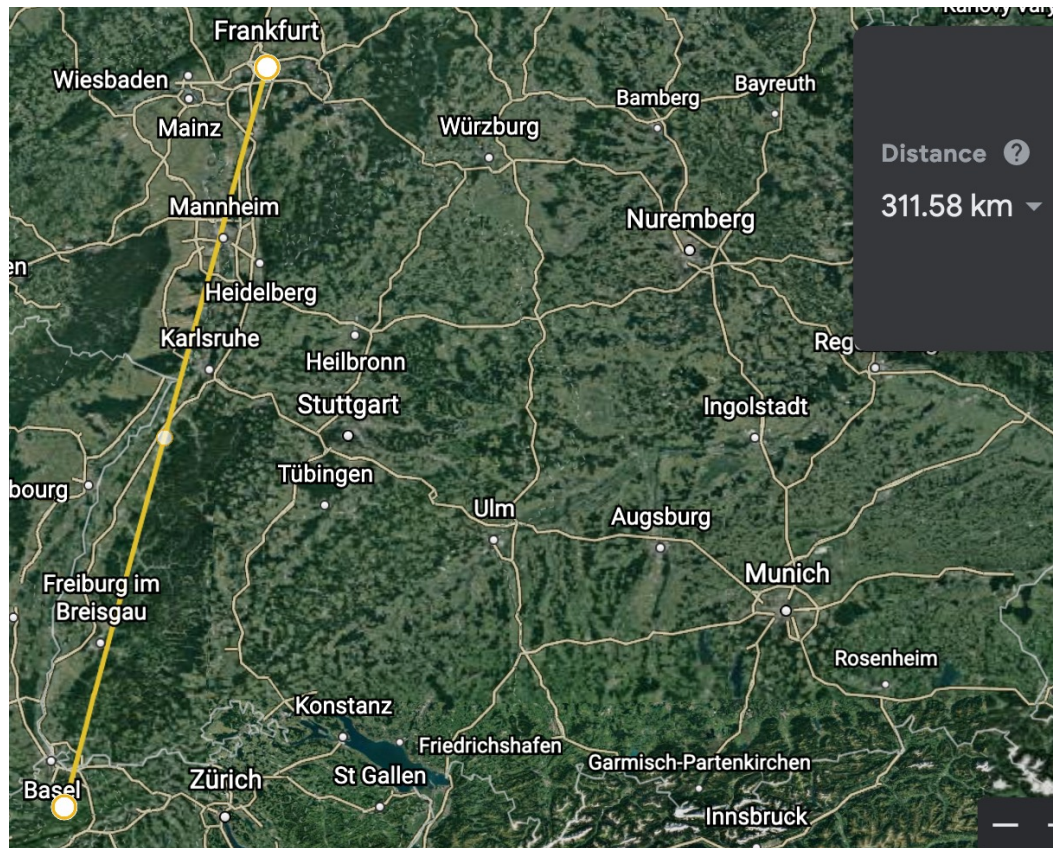 Frankfurt
Wiesbaden
Mainz
Bamberg
Bayreuth
Würzburg
Distance ?
311.58 km
Mannheim
Nuremberg
en
Heidelberg
Karlsruhe
Heilbronn
Stuttgart
Ingolstadt
Tübingen
bourg
Ulm
Augsburg
Freiburg im
Breisgau
Munich
Rosenheim
Konstanz
Friedrichshafen
Garmisch-Partenkirchen
Basel
Zürich
St Gallen
Innsbruck